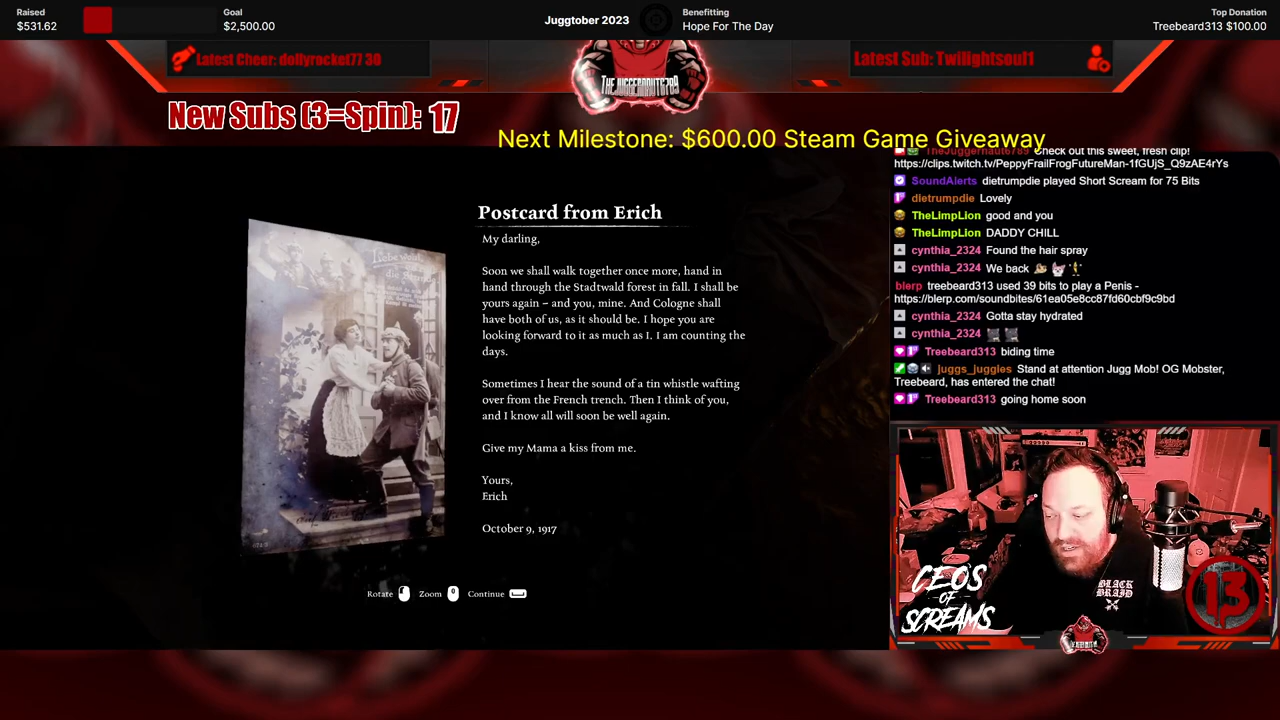 Raised
$531.62
Goal
$2,500.00
Juggtober 2023
Benefitting
Hope For The Day
Top Donation
Treebeard313 $100.00
Latest Cheer: dollyrocket77 30
THEJUGGERNAUT6789
Latest Sub: Twilightsoul1
New Subs (3=Spin): 17
Next Milestone: $600.00 Steam Game Giveaway
TheJuggernaut6789 Check out this sweet, fresh clip!
https://clips.twitch.tv/PeppyFrailFrogFutureMan-1fGUjS_Q9zAE4rYs
SoundAlerts dietrumpdie played Short Scream for 75 Bits
dietrumpdie Lovely
TheLimpLion good and you
TheLimpLion DADDY CHILL
cynthia_2324 Found the hair spray
cynthia_2324 We back
blerp treebeard313 used 39 bits to play a Penis -
https://blerp.com/soundbites/61ea05e8cc87fd60cbf9c9bd
cynthia_2324 Gotta stay hydrated
cynthia_2324
Treebeard313 biding time
juggs_juggles Stand at attention Jugg Mob! OG Mobster,
Treebeard, has entered the chat!
Treebeard313 going home soon
Postcard from Erich
My darling,
Soon we shall walk together once more, hand in
hand through the Stadtwald forest in fall. I shall be
yours again – and you, mine. And Cologne shall
have both of us, as it should be. I hope you are
looking forward to it as much as I. I am counting the
days.
Sometimes I hear the sound of a tin whistle wafting
over from the French trench. Then I think of you,
and I know all will soon be well again.
Give my Mama a kiss from me.
Yours,
Erich
October 9, 1917
Rotate
Zoom
Continue
CEOS
OF
SCREAMS
BLACK
BRAID
13